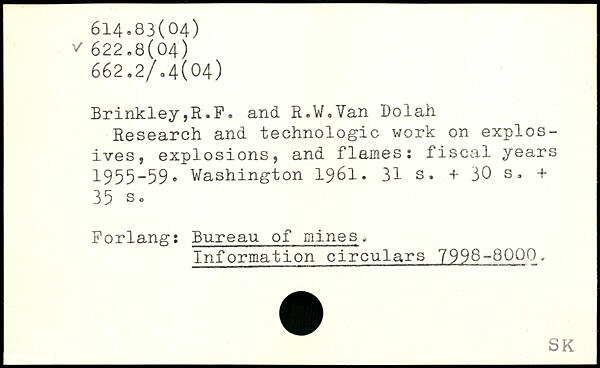 614.83(04)
✓ 622.8(04)
662.2/.4(04)
Brinkley,R.F. and R.W.Van Dolah
Research and technologic work on explos-
ives, explosions, and flames: fiscal years
1955-59. Washington 1961. 31 s. + 30 s. +
35 s.
Forlang: Bureau of mines.
Information circulars 7998-8000.
SK